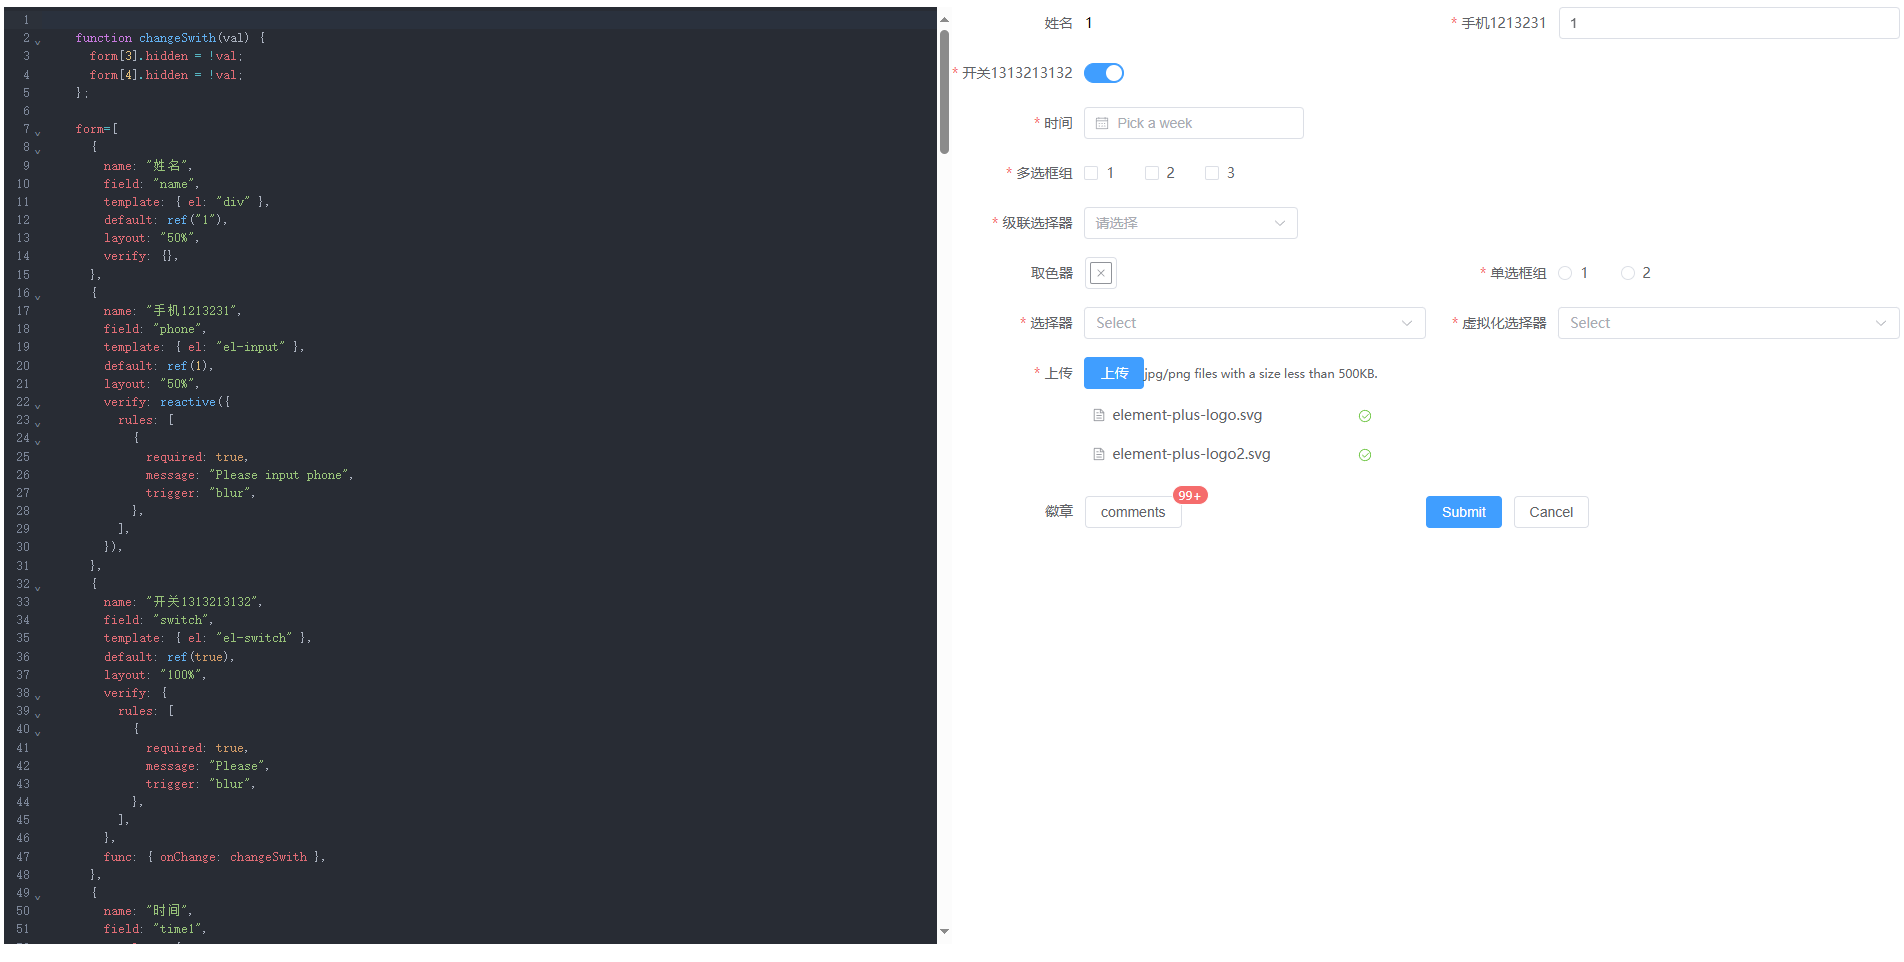 1
2 function changeSwith(val) {
3 form[3].hidden = !val;
4 form[4].hidden = !val;
5 };
6
7 form=[
8 {
9 name: "姓名",
10 field: "name",
11 template: { el: "div" },
12 default: ref("1"),
13 layout: "50%",
14 verify: {},
15 },
16 {
17 name: "手机1213231",
18 field: "phone",
19 template: { el: "el-input" },
20 default: ref(1),
21 layout: "50%",
22 verify: reactive({
23 rules: [
24 {
25 required: true,
26 message: "Please input phone",
27 trigger: "blur",
28 },
29 ],
30 }),
31 },
32 {
33 name: "开关1313213132",
34 field: "switch",
35 template: { el: "el-switch" },
36 default: ref(true),
37 layout: "100%",
38 verify: {
39 rules: [
40 {
41 required: true,
42 message: "Please",
43 trigger: "blur",
44 },
45 ],
46 },
47 func: { onChange: changeSwith },
48 },
49 {
50 name: "时间",
51 field: "time1",
姓名 1 * 手机1213231 1
* 开关1313213132
* 时间 Pick a week
* 多选框组 1 2 3
* 级联选择器 请选择
取色器 * 单选框组 1 2
* 选择器 Select * 虚拟化选择器 Select
* 上传 上传 jpg/png files with a size less than 500KB.
element-plus-logo.svg
element-plus-logo2.svg
99+
徽章 comments Submit Cancel